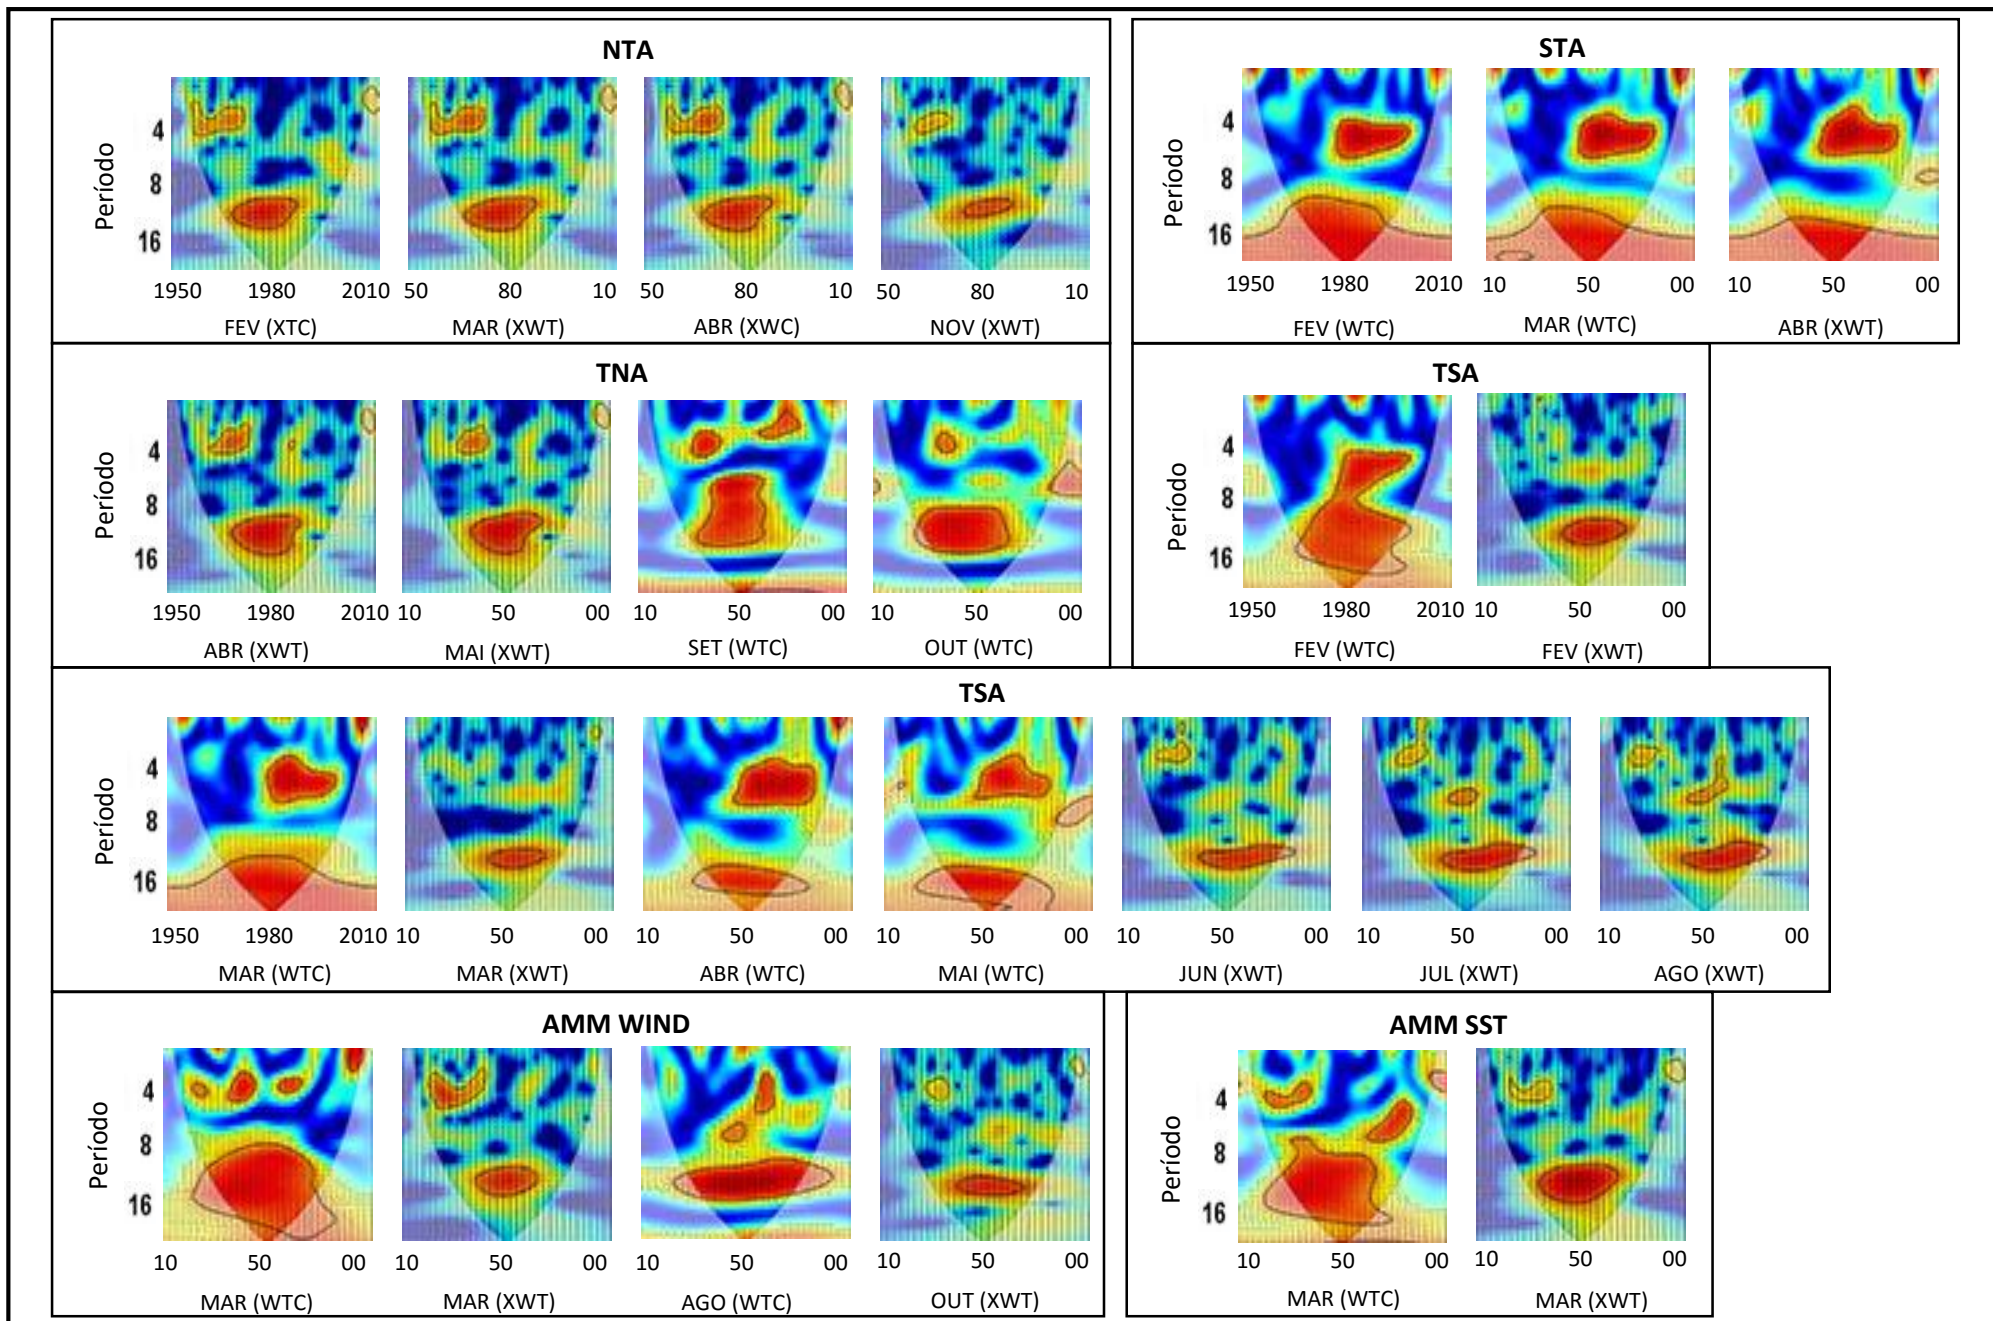 NTA
Período
4
8
16
1950 1980 2010 50 80 10 50 80 10 50 80 10
FEV (XTC) MAR (XWT) ABR (XWC) NOV (XWT)
STA
Período
4
8
16
1950 1980 2010 10 50 00 10 50 00
FEV (WTC) MAR (WTC) ABR (XWT)
TNA
Período
4
8
16
1950 1980 2010 10 50 00 10 50 00 10 50 00
ABR (XWT) MAI (XWT) SET (WTC) OUT (WTC)
TSA
Período
4
8
16
1950 1980 2010 10 50 00
FEV (WTC) FEV (XWT)
TSA
Período
4
8
16
1950 1980 2010 10 50 00 10 50 00 10 50 00 10 50 00 10 50 00 10 50 00
MAR (WTC) MAR (XWT) ABR (WTC) MAI (WTC) JUN (XWT) JUL (XWT) AGO (XWT)
AMM WIND
Período
4
8
16
10 50 00 10 50 00 10 50 00 10 50 00
MAR (WTC) MAR (XWT) AGO (WTC) OUT (XWT)
AMM SST
Período
4
8
16
10 50 00 10 50 00
MAR (WTC) MAR (XWT)